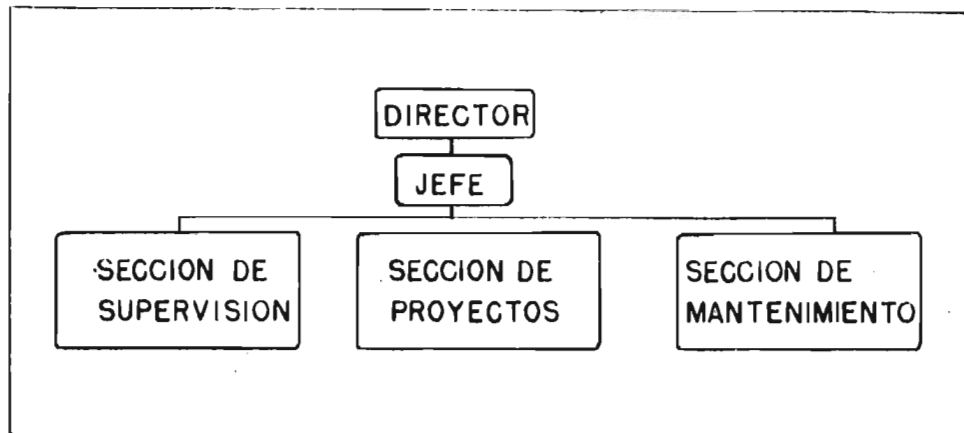 DIRECTOR
JEFE
SECCION DE
SUPERVISION
SECCION DE
PROYECTOS
SECCION DE
MANTENIMIENTO